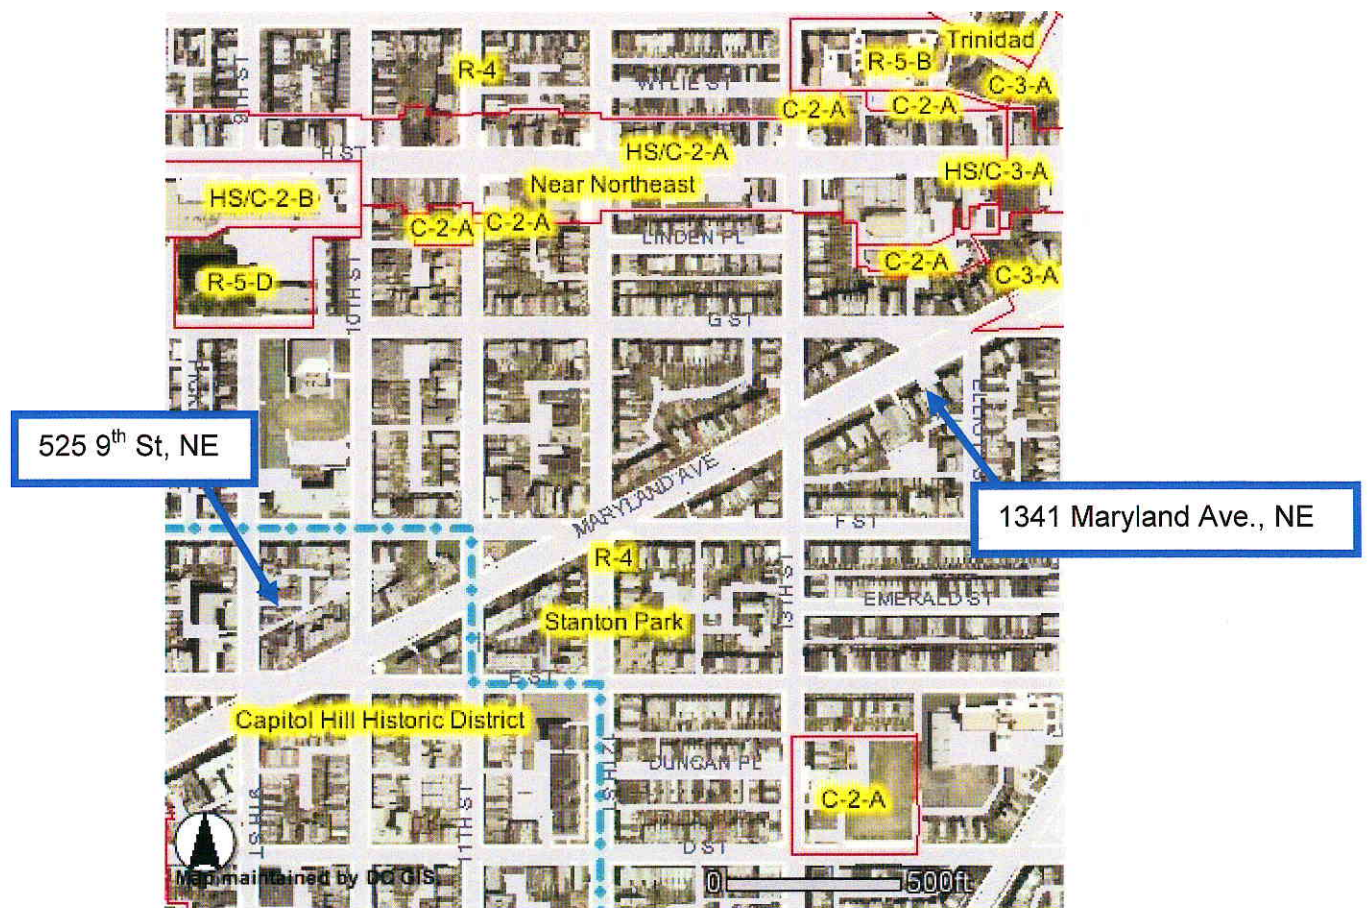 Trinidad
R-5-B
R-4
C-3-A
WYLIE ST
C-2-A
C-2-A
9TH ST
H ST
HS/C-2-A
HS/C-3-A
Near Northeast
HS/C-2-B
C-2-A
C-2-A
LINDEN PL
C-2-A
C-3-A
R-5-D
10TH ST
G ST
525 9th St, NE
MARYLAND AVE
1341 Maryland Ave., NE
F ST
R-4
13TH ST
EMERALD ST
Stanton Park
E ST
Capitol Hill Historic District
12TH ST
DUNCAN PL
C-2-A
9TH ST
11TH ST
D ST
Map maintained by DC GIS.
0 500ft